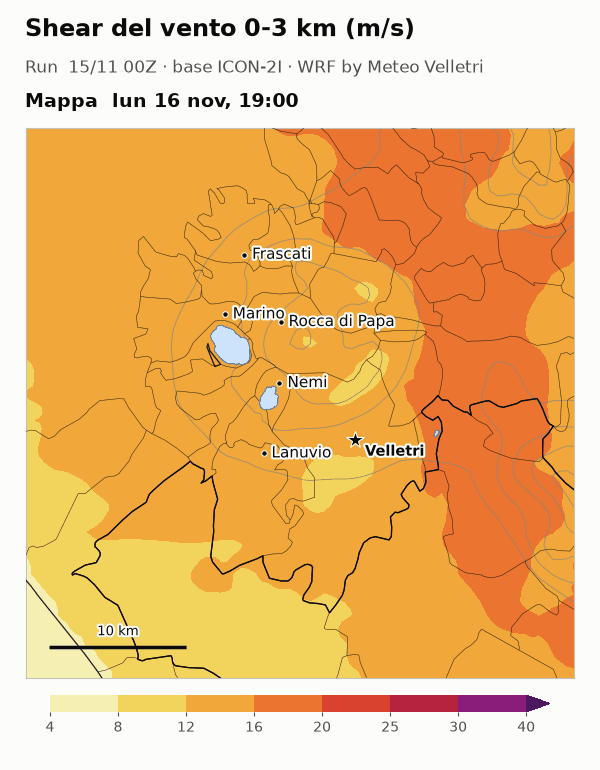 Shear del vento 0-3 km (m/s)
Run  15/11 00Z · base ICON-2I · WRF by Meteo Velletri
Mappa  lun 16 nov, 19:00
Frascati
Marino
Rocca di Papa
Nemi
Velletri
Lanuvio
10 km
4 8 12 16 20 25 30 40